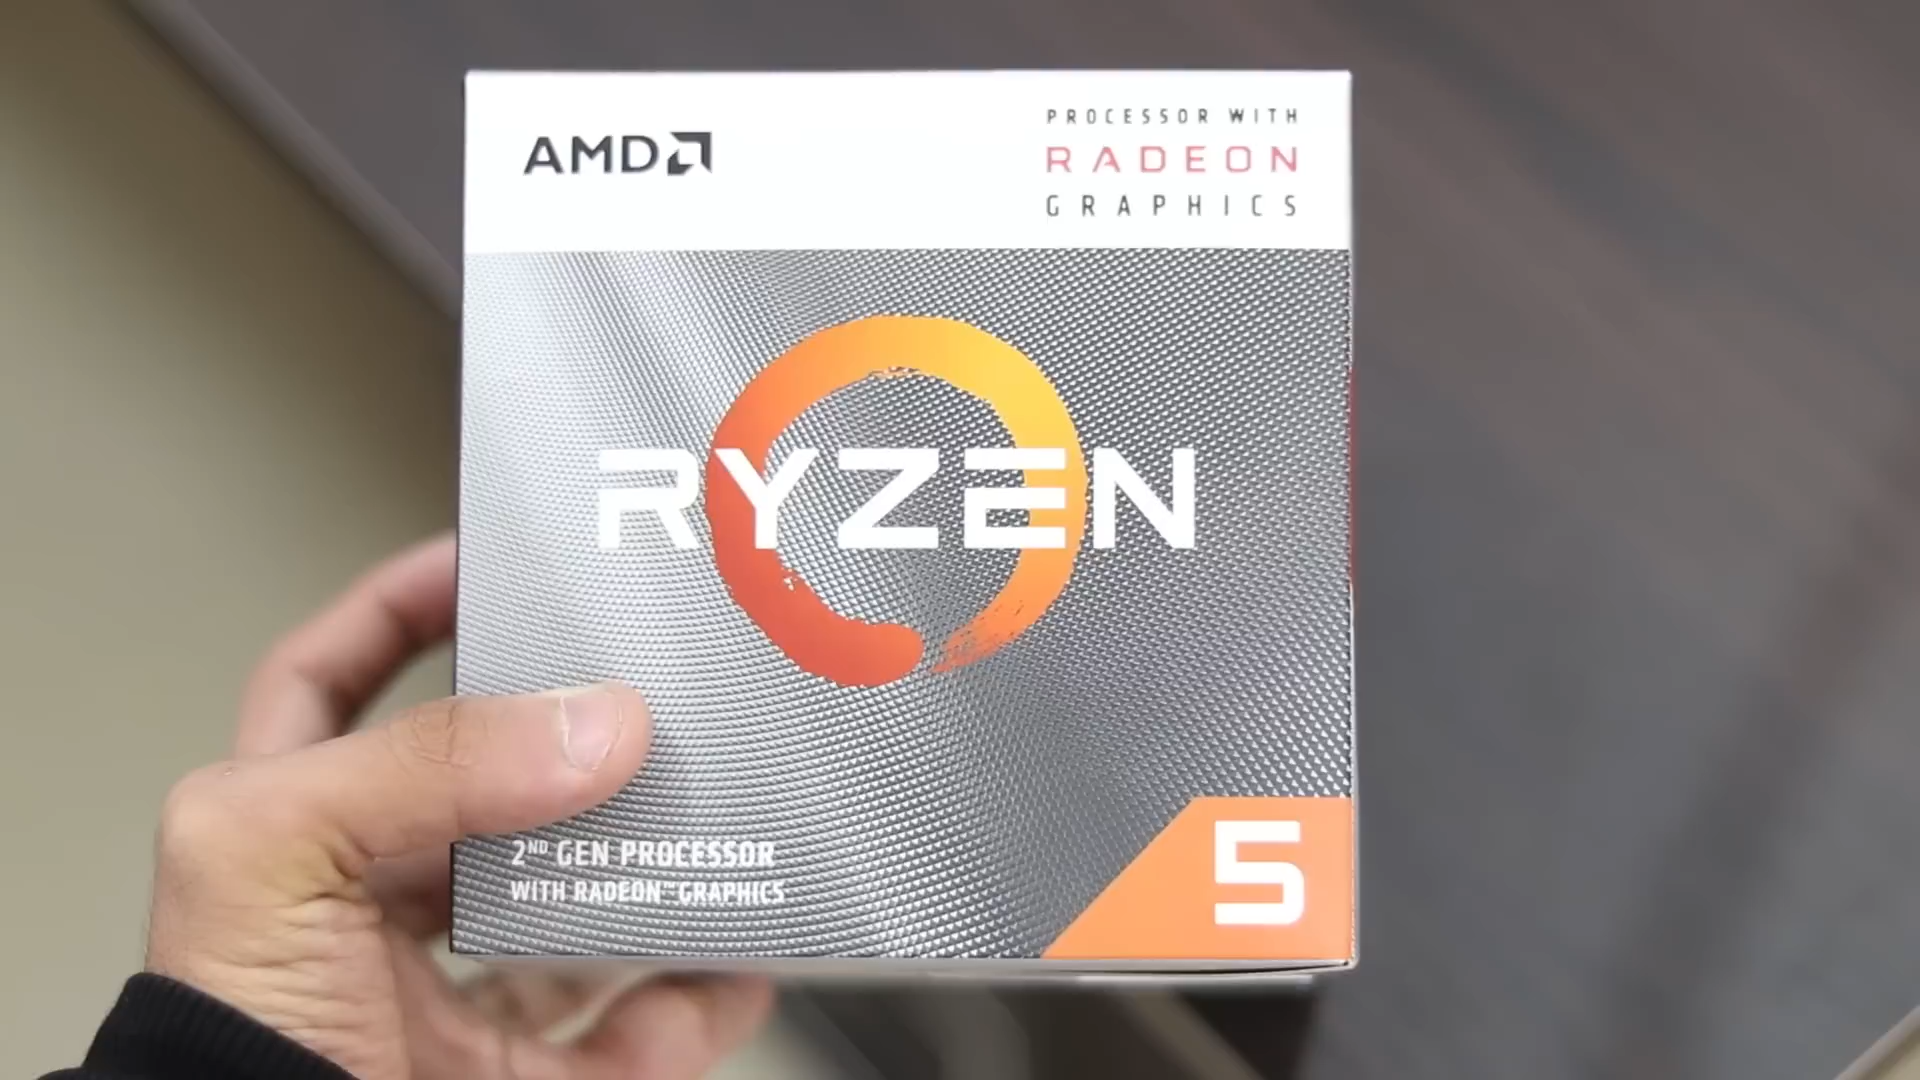 AMD
PROCESSOR WITH
RADEON
GRAPHICS
RYZEN
2ND GEN PROCESSOR
WITH RADEON™ GRAPHICS
5